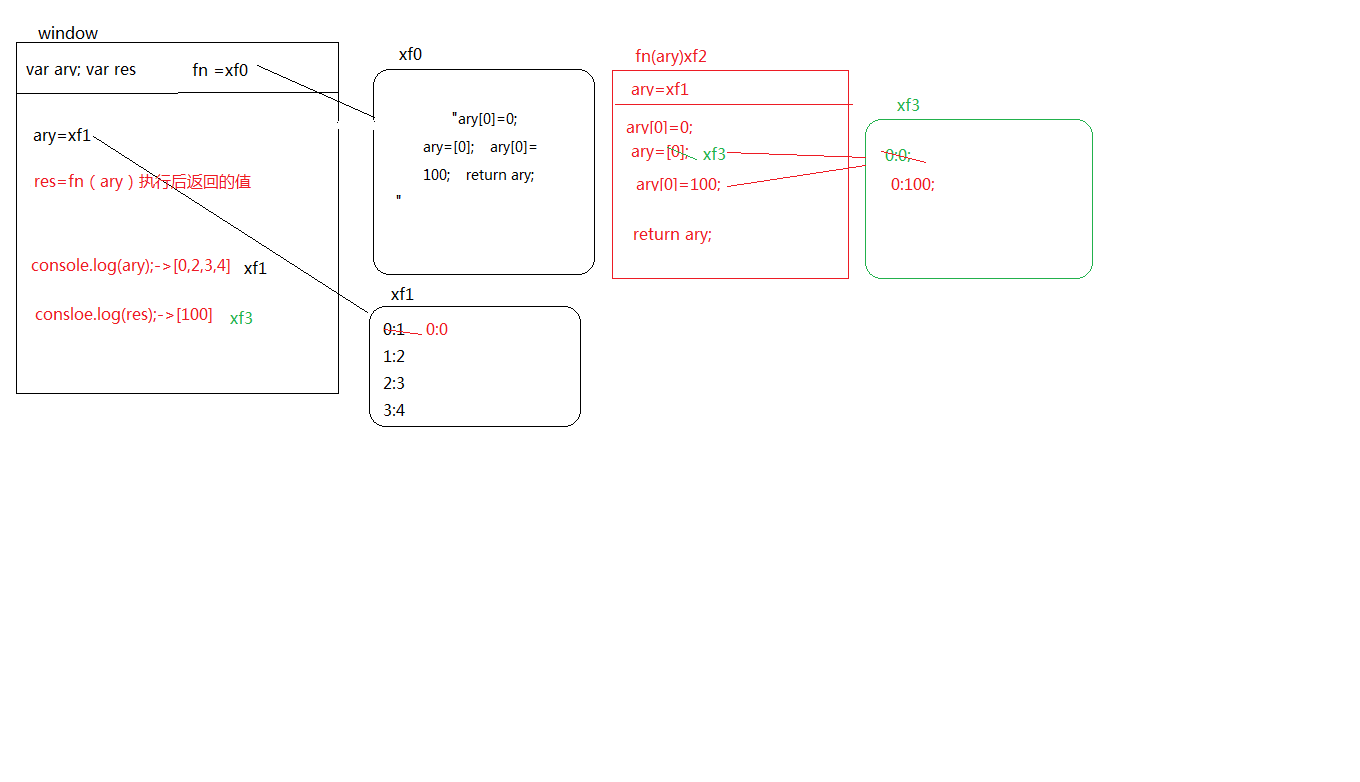 window
var ary; var res fn =xf0
ary=xf1
res=fn（ary）执行后返回的值
console.log(ary);->[0,2,3,4] xf1
consloe.log(res);->[100] xf3
xf0
"ary[0]=0;
ary=[0]; ary[0]=
100; return ary;
"
xf1
0:1 0:0
1:2
2:3
3:4
fn(ary)xf2
ary=xf1
ary[0]=0;
ary=[0]; xf3
ary[0]=100;
return ary;
xf3
0:0;
0:100;